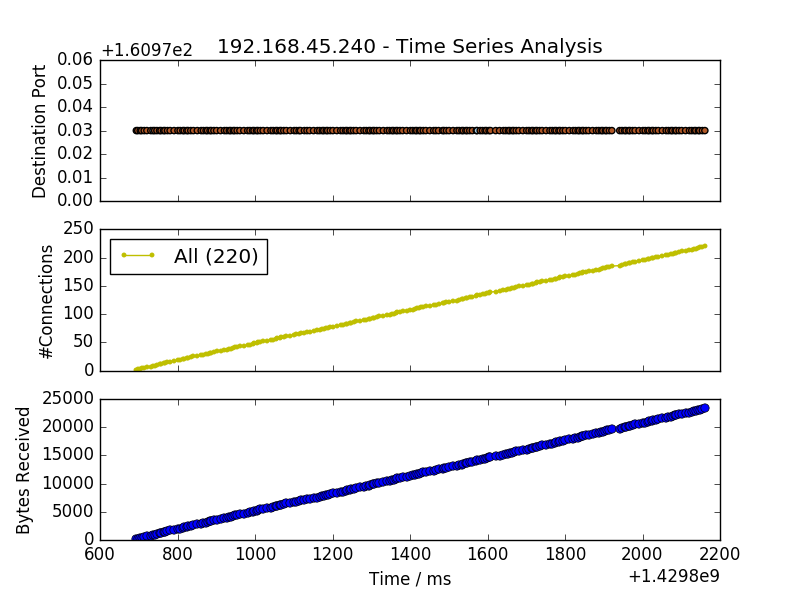 +1.6097e2 192.168.45.240 - Time Series Analysis
0.06
0.05
0.04
0.03
0.02
0.01
0.00
Destination Port
250
200
150
100
50
0
#Connections
All (220)
25000
20000
15000
10000
5000
0
Bytes Received
600 800 1000 1200 1400 1600 1800 2000 2200
Time / ms
+1.4298e9